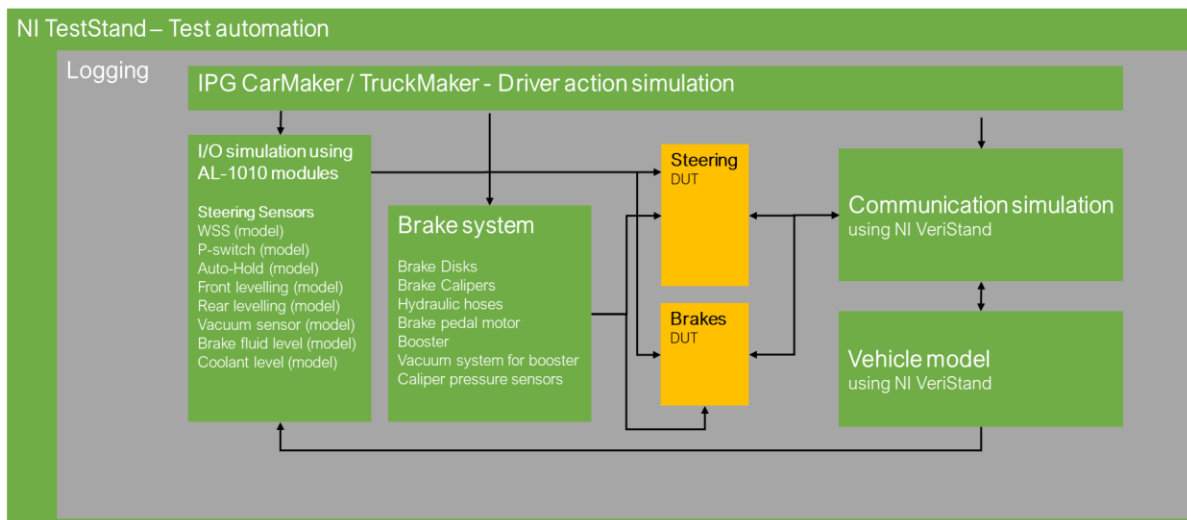 NI TestStand – Test automation
Logging
IPG CarMaker / TruckMaker - Driver action simulation
I/O simulation using
AL-1010 modules
Steering Sensors
WSS (model)
P-switch (model)
Auto-Hold (model)
Front levelling (model)
Rear levelling (model)
Vacuum sensor (model)
Brake fluid level (model)
Coolant level (model)
Brake system
Brake Disks
Brake Calipers
Hydraulic hoses
Brake pedal motor
Booster
Vacuum system for booster
Caliper pressure sensors
Steering
DUT
Brakes
DUT
Communication simulation
using NI VeriStand
Vehicle model
using NI VeriStand